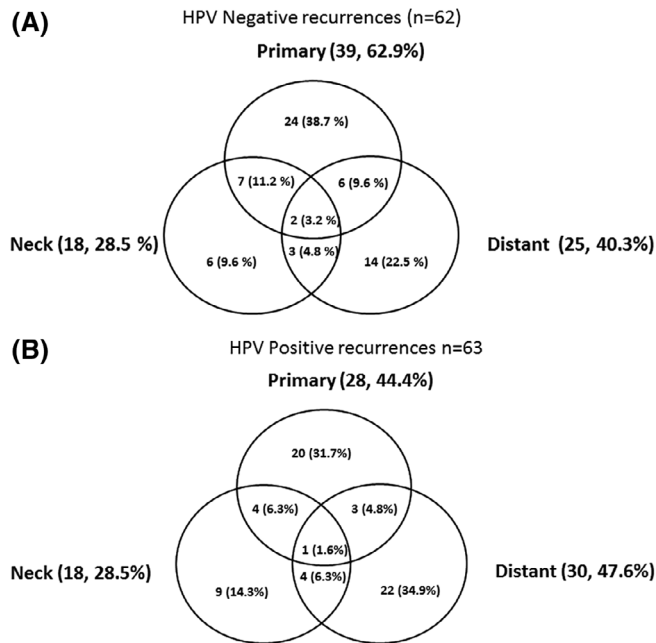 (A)
HPV Negative recurrences (n=62)
Primary (39, 62.9%)
24 (38.7 %)
7 (11.2 %)
6 (9.6 %)
2 (3.2 %)
Neck (18, 28.5 %)
3 (4.8 %)
Distant (25, 40.3%)
6 (9.6 %)
14 (22.5 %)
(B)
HPV Positive recurrences n=63
Primary (28, 44.4%)
20 (31.7%)
4 (6.3%)
3 (4.8%)
1 (1.6%)
Neck (18, 28.5%)
4 (6.3%)
Distant (30, 47.6%)
9 (14.3%)
22 (34.9%)